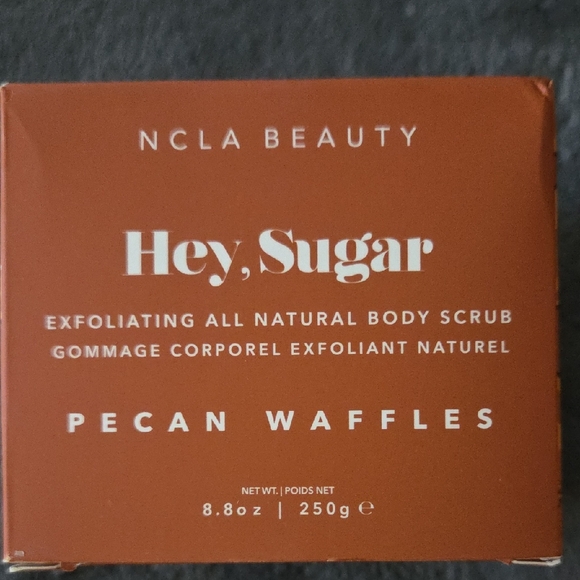 NCLA BEAUTY
Hey, Sugar
EXFOLIATING ALL NATURAL BODY SCRUB
GOMMAGE CORPOREL EXFOLIANT NATUREL
PECAN WAFFLES
NET WT. | POIDS NET
8.8oz | 250g ℮